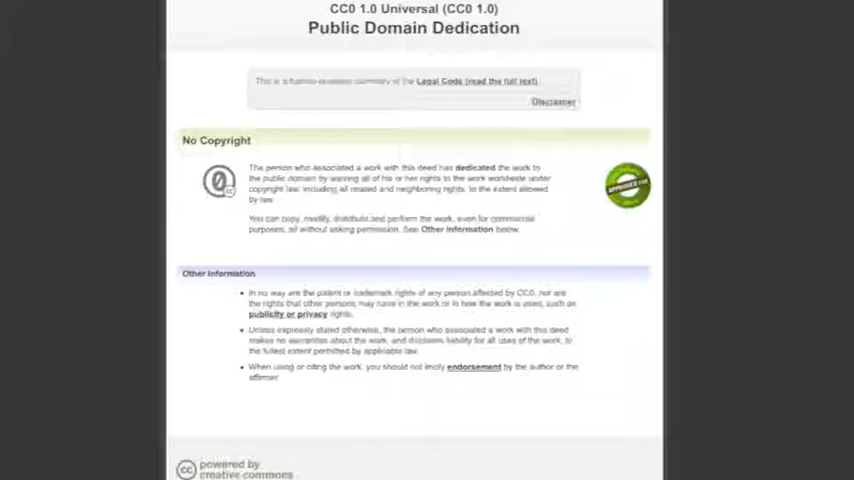 CC0 1.0 Universal (CC0 1.0)
Public Domain Dedication
This is a human-readable summary of the Legal Code (read the full text).
Disclaimer
No Copyright
The person who associated a work with this deed has dedicated the work to
the public domain by waiving all of his or her rights to the work worldwide under
copyright law, including all related and neighboring rights, to the extent allowed
by law.
You can copy, modify, distribute and perform the work, even for commercial
purposes, all without asking permission. See Other Information below.
APPROVED FOR
Other Information
• In no way are the patent or trademark rights of any person affected by CC0, nor are
the rights that other persons may have in the work or in how the work is used, such as
publicity or privacy rights.
• Unless expressly stated otherwise, the person who associated a work with this deed
makes no warranties about the work, and disclaims liability for all uses of the work, to
the fullest extent permitted by applicable law.
• When using or citing the work, you should not imply endorsement by the author or the
affirmer.
cc powered by
creative commons